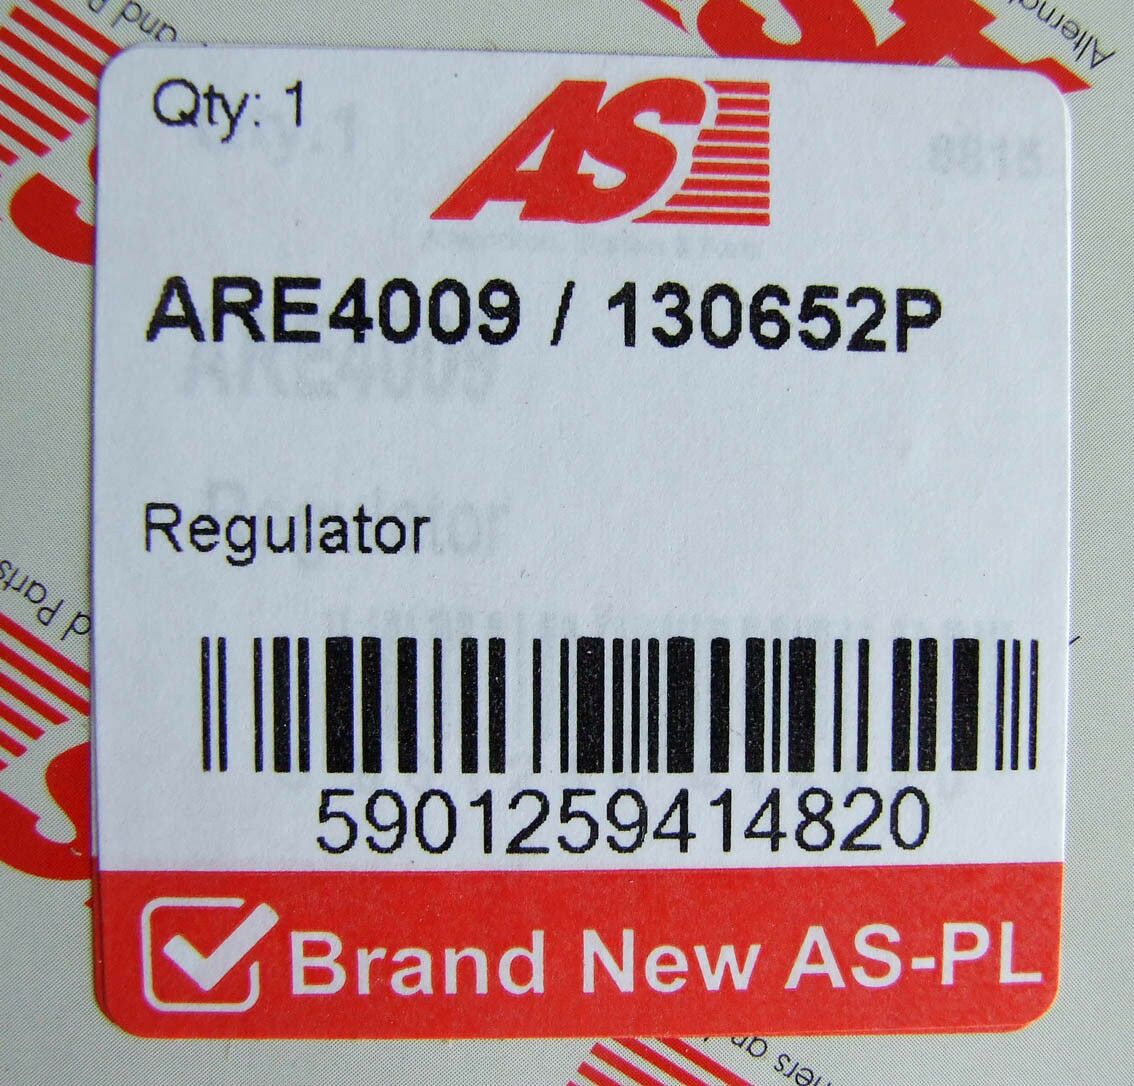 Qty: 1
AS
ARE4009 / 130652P
Regulator
5901259414820
Brand New AS-PL